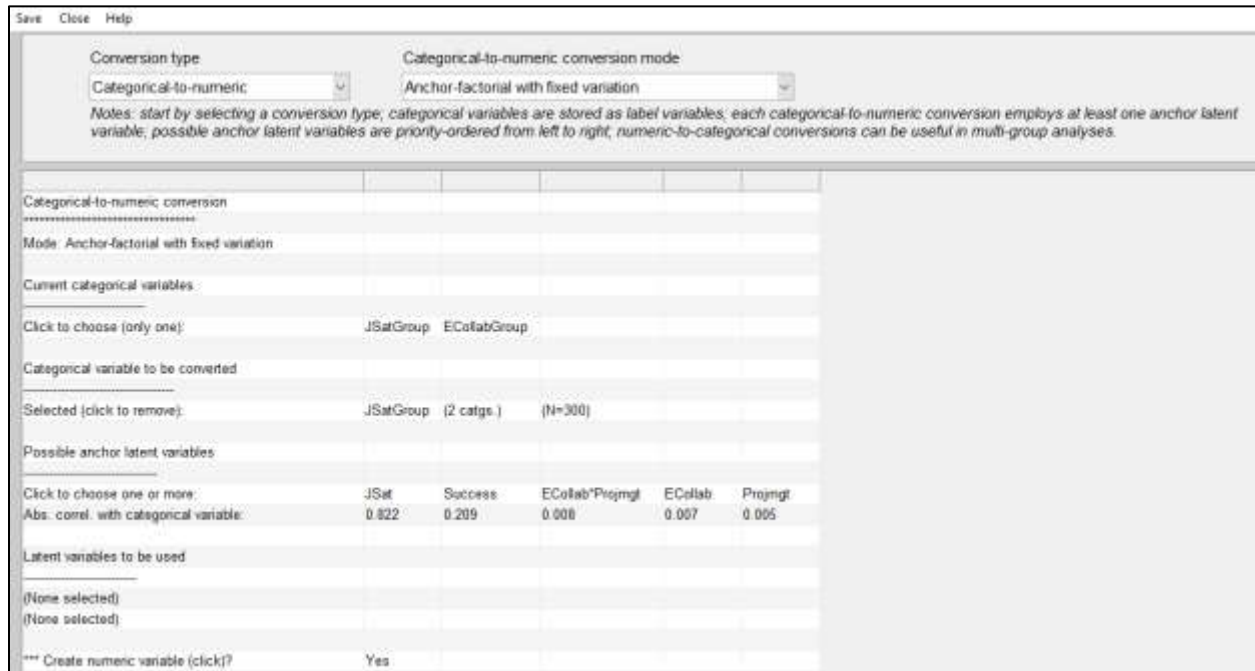 Save Close Help
Conversion type Categorical-to-numeric conversion mode
Categorical-to-numeric Anchor-factorial with fixed variation
Notes: start by selecting a conversion type; categorical variables are stored as label variables; each categorical-to-numeric conversion employs at least one anchor latent
variable; possible anchor latent variables are priority-ordered from left to right; numeric-to-categorical conversions can be useful in multi-group analyses.
Categorical-to-numeric conversion
Mode: Anchor-factorial with fixed variation
Current categorical variables
Click to choose (only one): JSatGroup ECollabGroup
Categorical variable to be converted
Selected (click to remove): JSatGroup (2 catgs.) (N=300)
Possible anchor latent variables
Click to choose one or more: JSat Success ECollab*Projmgt ECollab Projmgt
Abs. correl. with categorical variable: 0.822 0.209 0.008 0.007 0.005
Latent variables to be used
(None selected)
(None selected)
*** Create numeric variable (click)? Yes